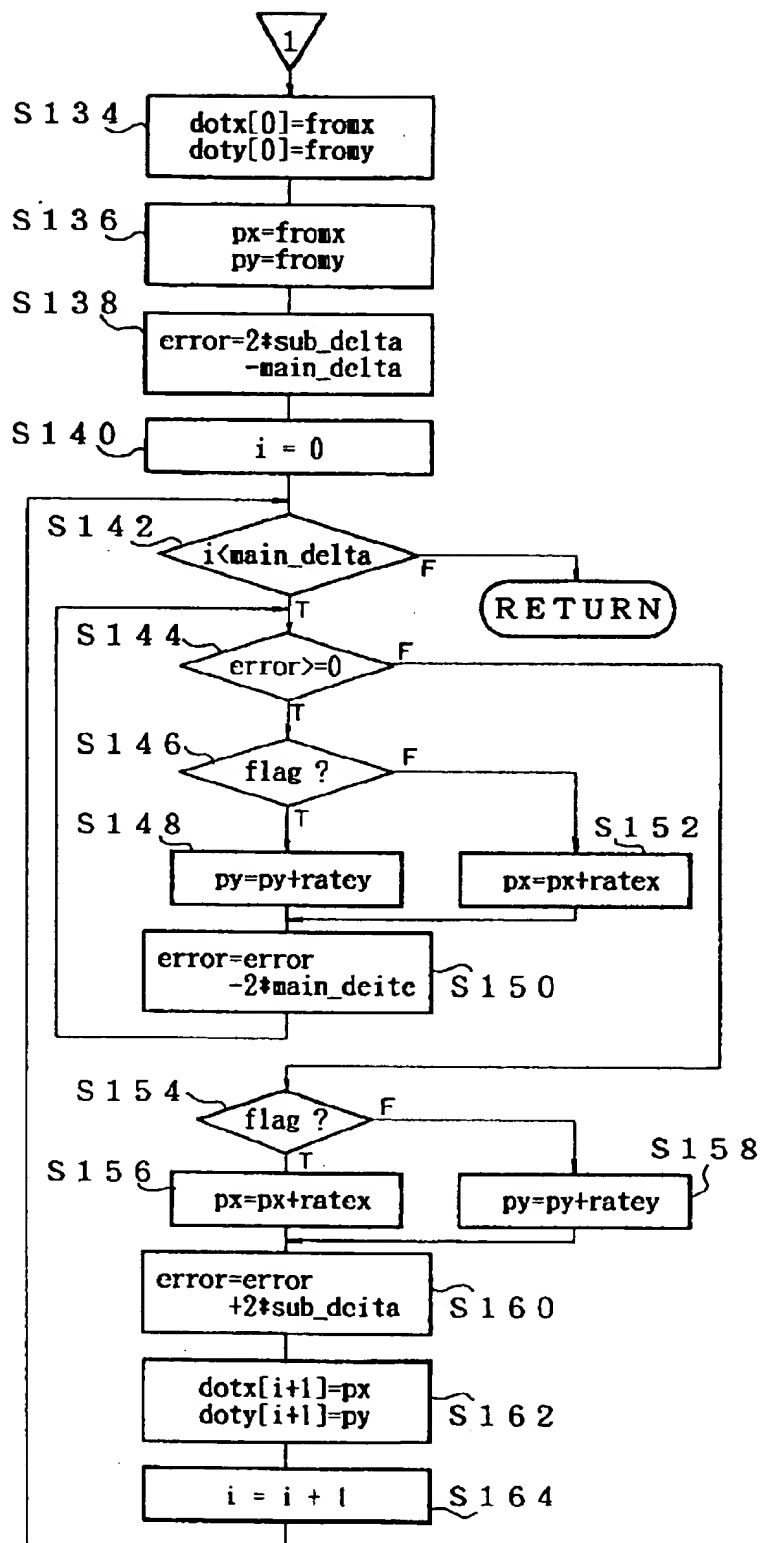 1
S134
dotx[0]=fromx
doty[0]=fromy
S136
px=fromx
py=fromy
S138
error=2*sub_delta
-main_delta
S140
i = 0
S142
i<main_delta
F
RETURN
T
S144
error>=0
F
T
S146
flag ?
F
T
S148
py=py+ratey
S152
px=px+ratex
error=error
-2*main_deitc
S150
S154
flag ?
F
T
S156
px=px+ratex
S158
py=py+ratey
error=error
+2*sub_dcita
S160
dotx[i+1]=px
doty[i+1]=py
S162
i = i + 1
S164